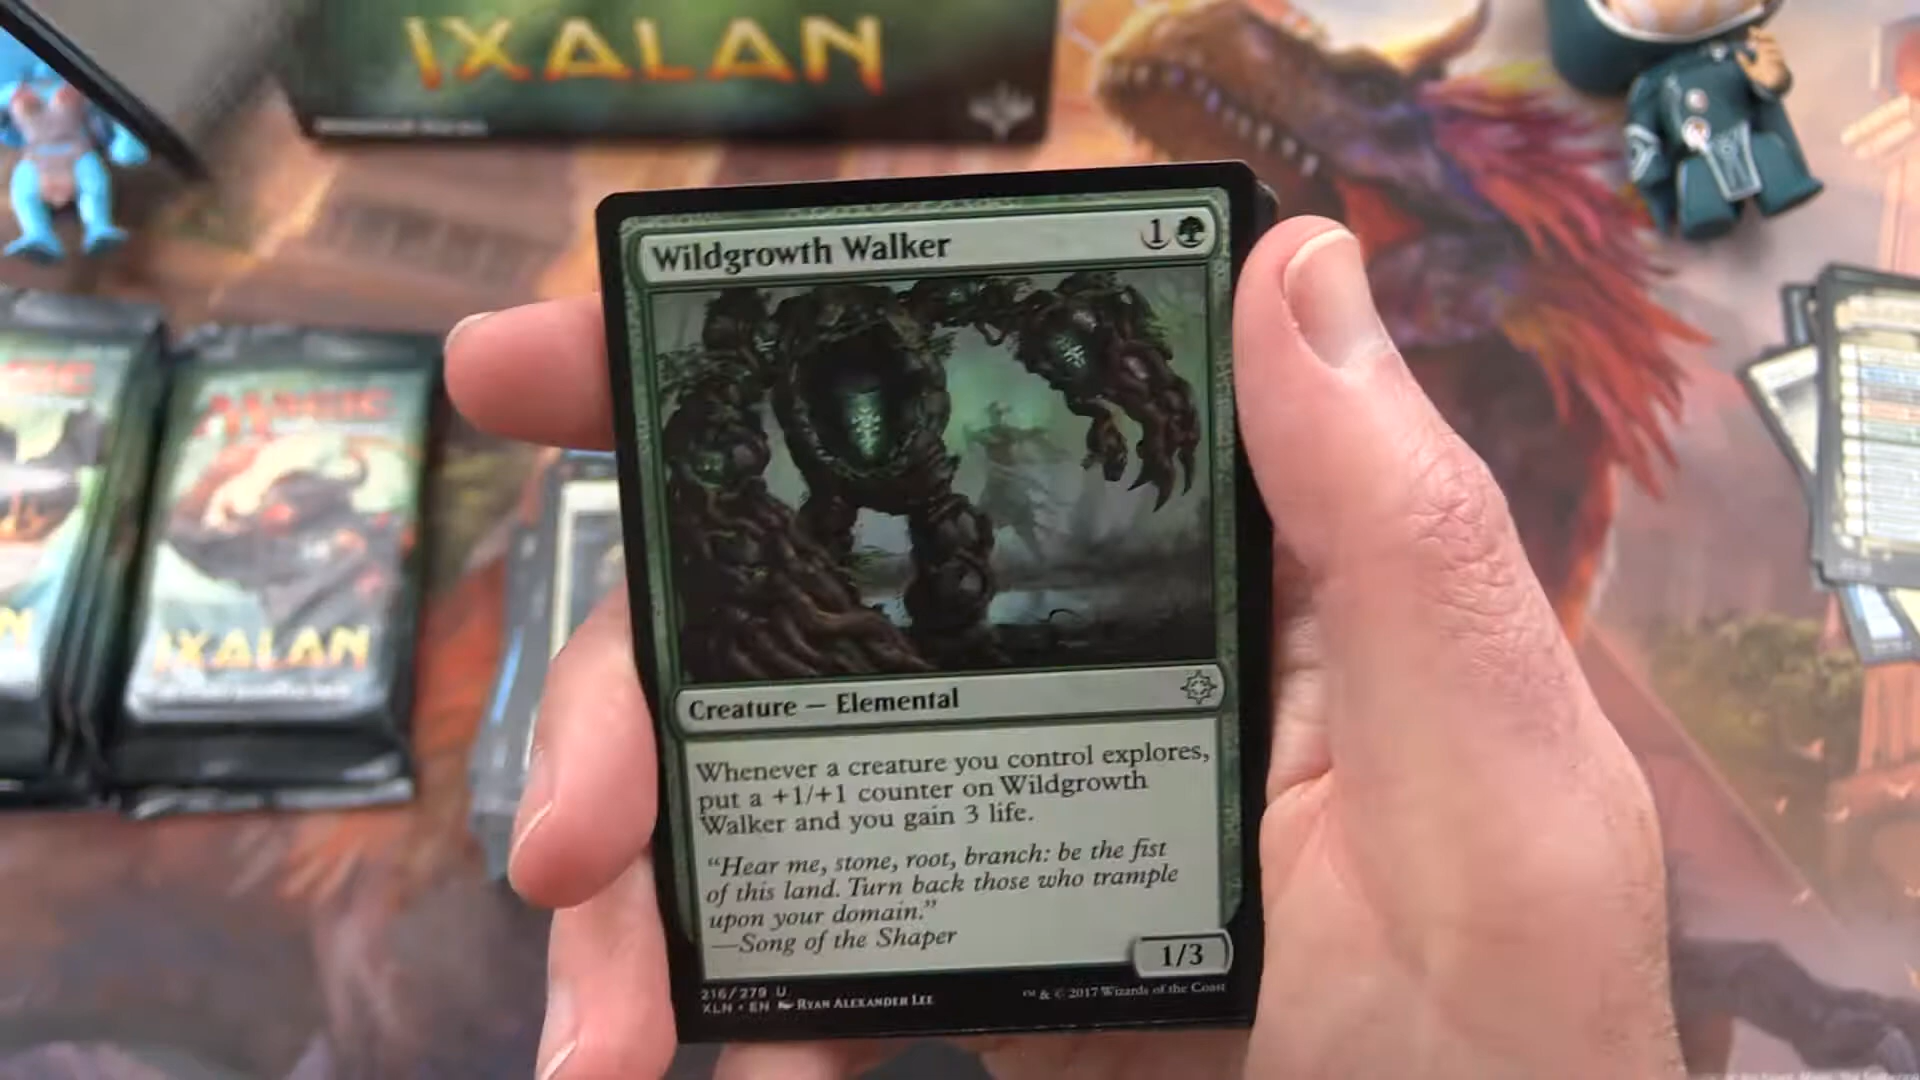 IXALAN
MAGIC
IXALAN
Wildgrowth Walker
1
Creature — Elemental
Whenever a creature you control explores,
put a +1/+1 counter on Wildgrowth
Walker and you gain 3 life.
“Hear me, stone, root, branch: be the fist
of this land. Turn back those who trample
upon your domain.”
—Song of the Shaper
1/3
216/279 U
XLN • EN Ryan Alexander Lee
™ & © 2017 Wizards of the Coast